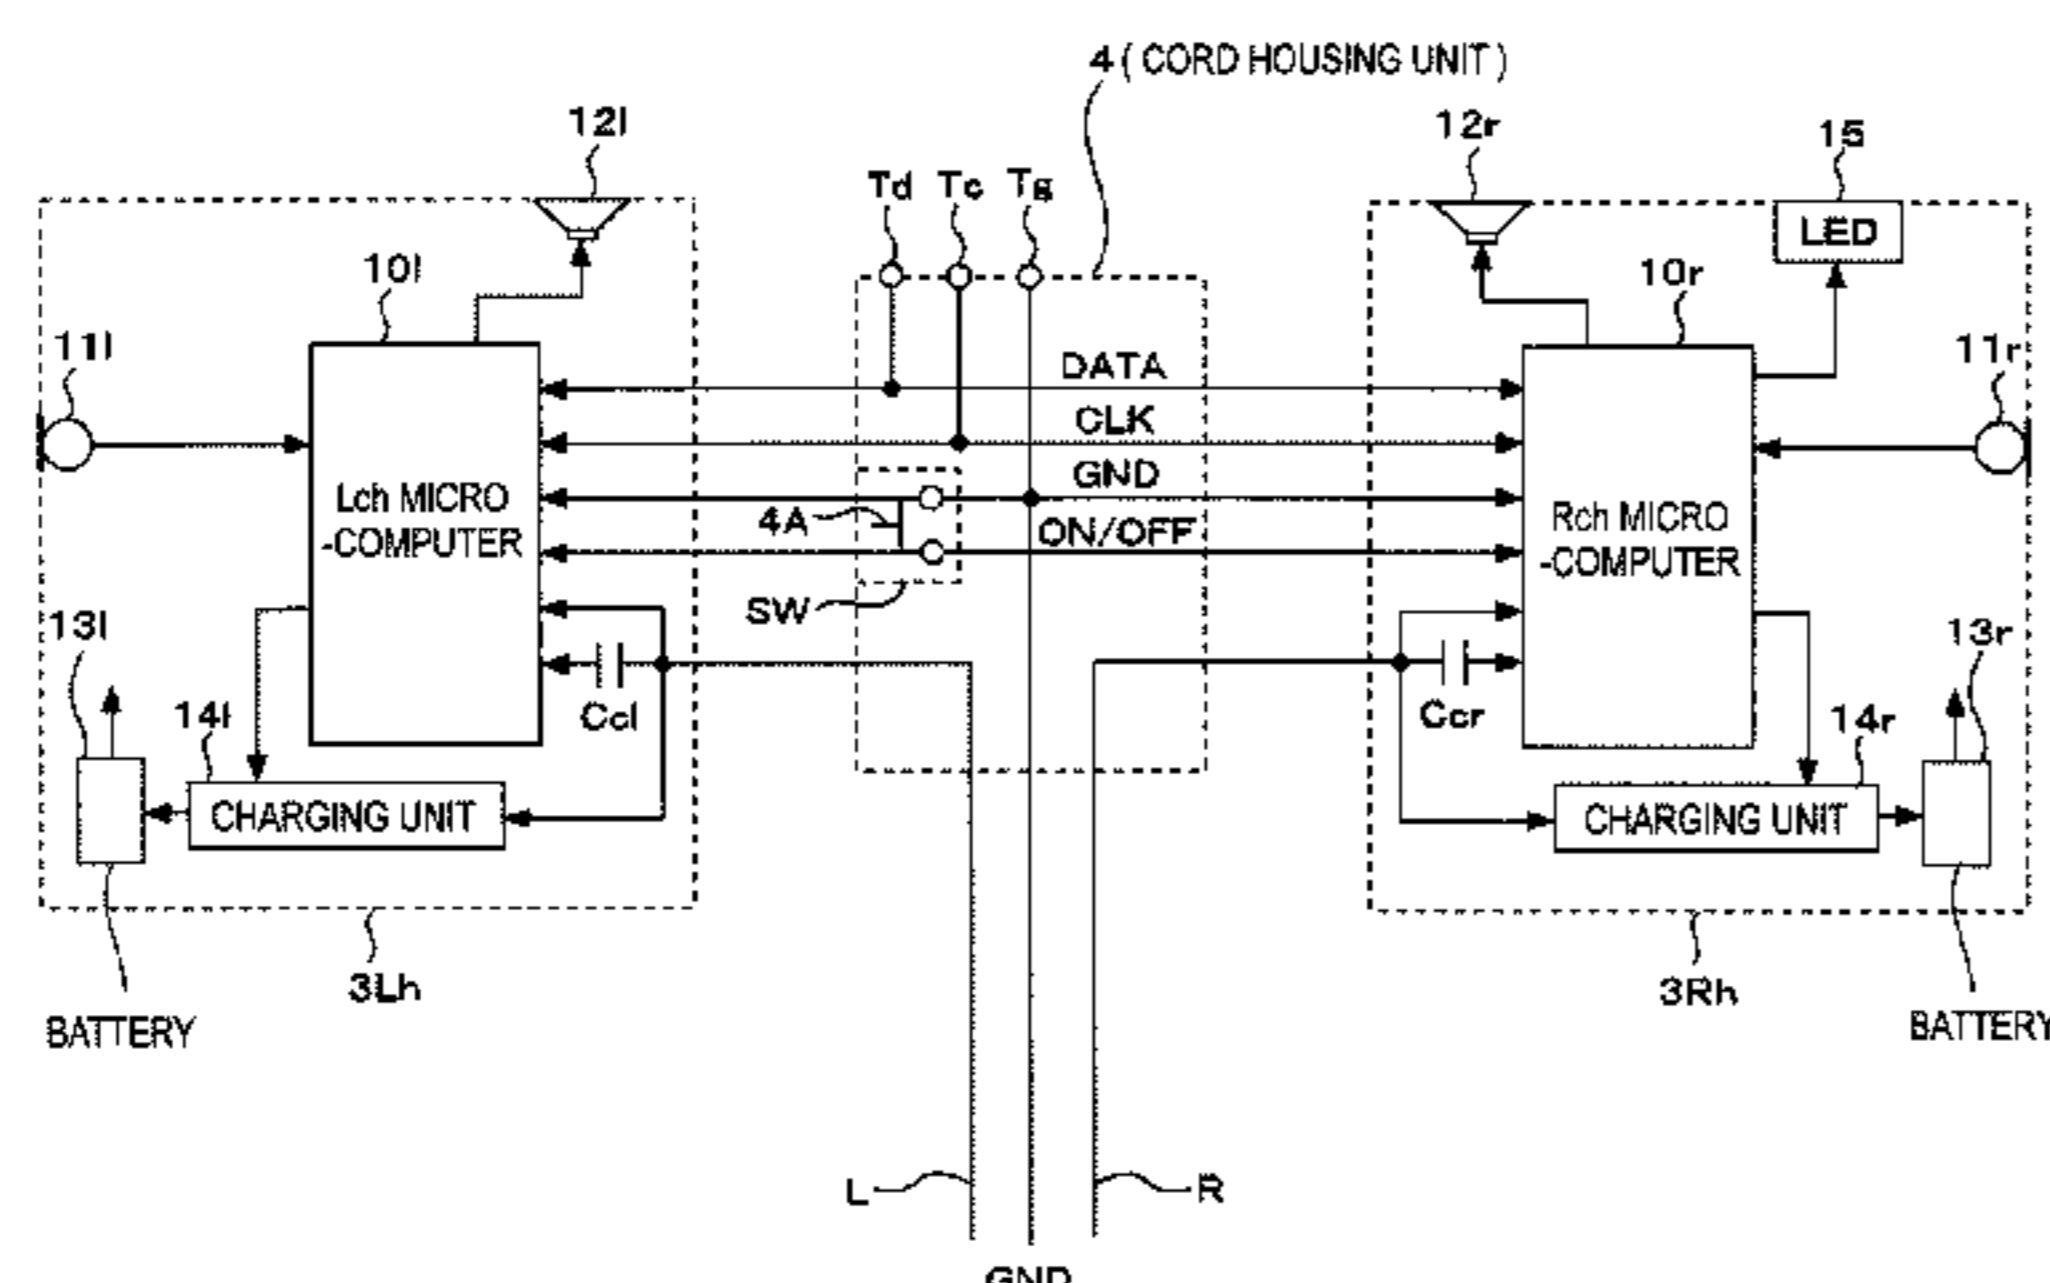 4 ( CORD HOUSING UNIT )
12l
12r
15
Td Tc Tg
LED
10l
10r
11l
11r
DATA
CLK
GND
Lch MICRO
-COMPUTER
4A
ON/OFF
Rch MICRO
-COMPUTER
SW
13l
13r
14l
Ccl
Ccr
14r
CHARGING UNIT
CHARGING UNIT
3Lh
3Rh
BATTERY
BATTERY
L
R
GND